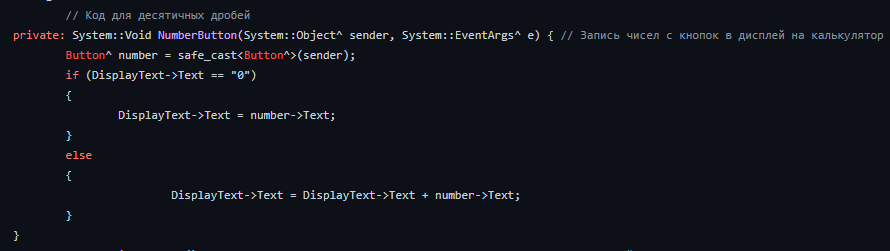 // Код для десятичных дробей
private: System::Void NumberButton(System::Object^ sender, System::EventArgs^ e) { // Запись чисел с кнопок в дисплей на калькулятор
Button^ number = safe_cast<Button^>(sender);
if (DisplayText->Text == "0")
{
DisplayText->Text = number->Text;
}
else
{
DisplayText->Text = DisplayText->Text + number->Text;
}
}